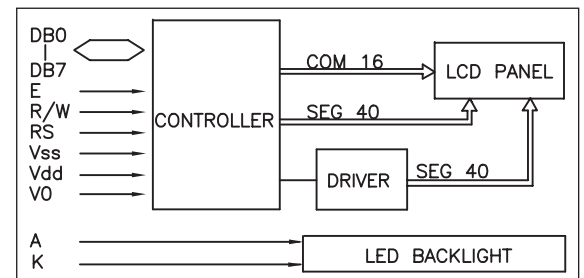 DB0
DB7
E
R/W
RS
Vss
Vdd
V0
CONTROLLER
COM 16
SEG 40
LCD PANEL
DRIVER
SEG 40
A
K
LED BACKLIGHT